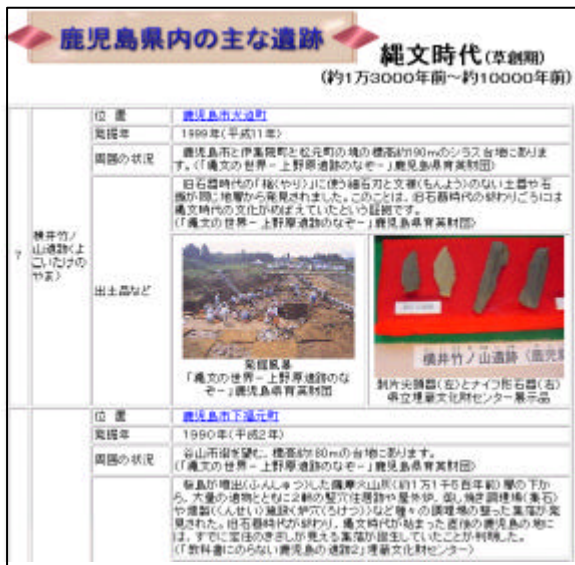 鹿児島県内の主な遺跡
縄文時代(草創期)
(約1万3000年前～約10000年前)
7
横井竹ノ
山遺跡(よ
こいたけの
やま)
位 置
鹿児島市犬迫町
発掘年
1999年(平成11年)
周囲の状況
鹿児島市と伊集院町と松元町の境の標高約190mのシラス台地にありま
す。(「縄文の世界－上野原遺跡のなぞ－」鹿児島県育英財団)
出土品など
旧石器時代の「槍(やり)」に使う細石刃と文様(もんよう)のない土器や石
鏃が同じ地層から発見されました。このことは、旧石器時代の終わりごろには
縄文時代の文化がめばえていたという証拠です。
(「縄文の世界－上野原遺跡のなぞ－」鹿児島県育英財団)
発掘風景
「縄文の世界－上野原遺跡のな
ぞ－」鹿児島県育英財団
横井竹ノ山遺跡(鹿児
剥片尖頭器(左)とナイフ形石器(右)
県立埋蔵文化財センター展示品
位 置
鹿児島市下福元町
発掘年
1990年(平成2年)
周囲の状況
谷山市街を望む、標高約180mの台地にあります。
(「縄文の世界－上野原遺跡のなぞ－」鹿児島県育英財団)
桜島が噴出(ふんしゅつ)した薩摩火山灰(約1万1千5百年前)層の下か
ら、大量の遺物とともに2軒の竪穴住居跡や屋外炉、蒸し焼き調理場(集石)
や燻製(くんせい)施設(炉穴(ろけつ))など種々の調理場の整った集落が発
見された。旧石器時代が終わり、縄文時代が始まった直後の鹿児島の地に
は、すでに定住のきざしが見える集落が誕生していたことが判明した。
(「教科書にのらない鹿児島の遺跡2」埋蔵文化財センター)